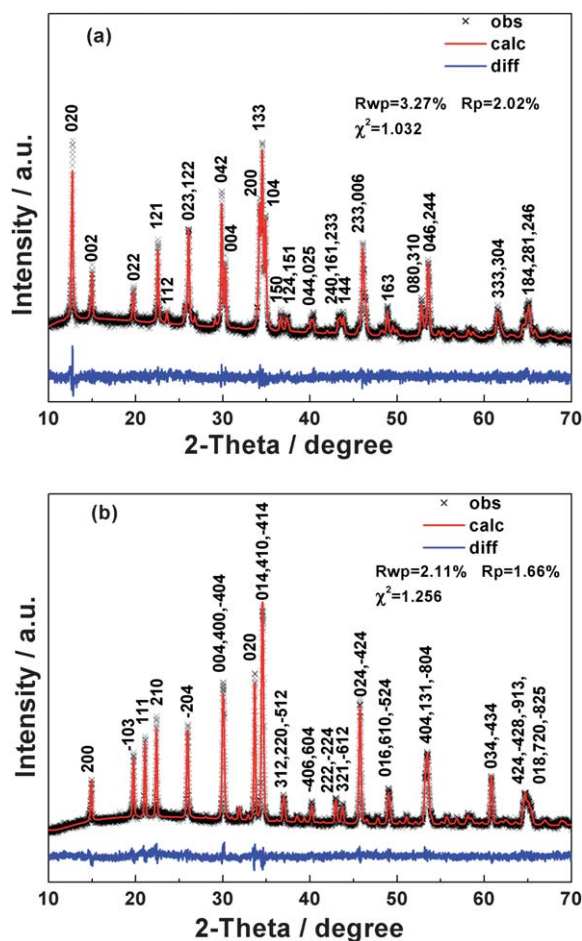 (a)
obs
calc
diff
Rwp=3.27% Rp=2.02%
χ²=1.032
020
002
022
121
112
023,122
042
004
200
133
104
150
124,151
044,025
240,161,233
144
233,006
163
080,310
046,244
333,304
184,281,246
Intensity / a.u.
10 20 30 40 50 60 70
2-Theta / degree
(b)
obs
calc
diff
Rwp=2.11% Rp=1.66%
χ²=1.256
200
-103
111
210
-204
004,400,-404
020
014,410,-414
312,220,-512
-406,604
222,-224
321,-612
024,-424
016,610,-524
404,131,-804
034,-434
424,-428,-913,
018,720,-825
Intensity / a.u.
10 20 30 40 50 60 70
2-Theta / degree